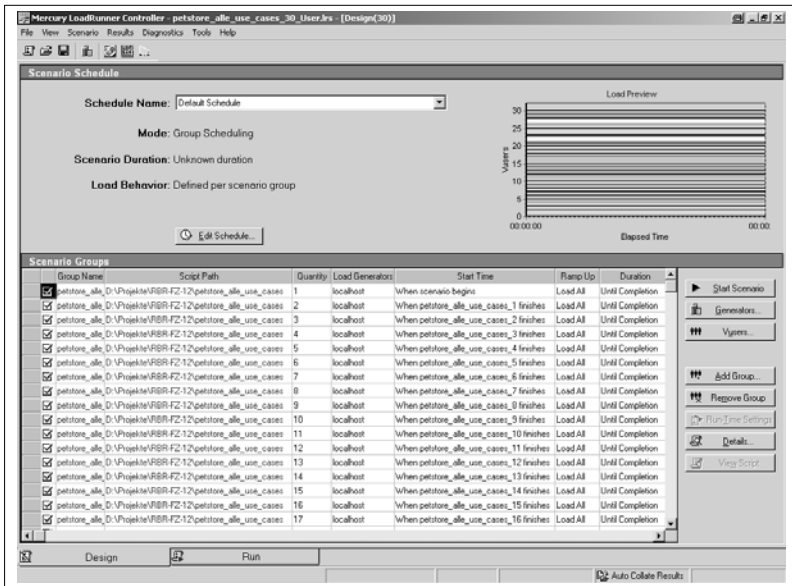 Mercury LoadRunner Controller - petstore_alle_use_cases_30_User.lrs - [Design(30)]
File View Scenario Results Diagnostics Tools Help
Scenario Schedule
Schedule Name: Default Schedule
Mode: Group Scheduling
Scenario Duration: Unknown duration
Load Behavior: Defined per scenario group
Edit Schedule...
Load Preview
Vusers
30
25
20
15
10
5
0
00:00:00 00:00:
Elapsed Time
Scenario Groups
Group Name Script Path Quantity Load Generators Start Time Ramp Up Duration
petstore_alle_ D:\Projekte\RBR-FZ-12\petstore_alle_use_cases 1 localhost When scenario begins Load All Until Completion
petstore_alle_ D:\Projekte\RBR-FZ-12\petstore_alle_use_cases 2 localhost When petstore_alle_use_cases_1 finishes Load All Until Completion
petstore_alle_ D:\Projekte\RBR-FZ-12\petstore_alle_use_cases 3 localhost When petstore_alle_use_cases_2 finishes Load All Until Completion
petstore_alle_ D:\Projekte\RBR-FZ-12\petstore_alle_use_cases 4 localhost When petstore_alle_use_cases_3 finishes Load All Until Completion
petstore_alle_ D:\Projekte\RBR-FZ-12\petstore_alle_use_cases 5 localhost When petstore_alle_use_cases_4 finishes Load All Until Completion
petstore_alle_ D:\Projekte\RBR-FZ-12\petstore_alle_use_cases 6 localhost When petstore_alle_use_cases_5 finishes Load All Until Completion
petstore_alle_ D:\Projekte\RBR-FZ-12\petstore_alle_use_cases 7 localhost When petstore_alle_use_cases_6 finishes Load All Until Completion
petstore_alle_ D:\Projekte\RBR-FZ-12\petstore_alle_use_cases 8 localhost When petstore_alle_use_cases_7 finishes Load All Until Completion
petstore_alle_ D:\Projekte\RBR-FZ-12\petstore_alle_use_cases 9 localhost When petstore_alle_use_cases_8 finishes Load All Until Completion
petstore_alle_ D:\Projekte\RBR-FZ-12\petstore_alle_use_cases 10 localhost When petstore_alle_use_cases_9 finishes Load All Until Completion
petstore_alle_ D:\Projekte\RBR-FZ-12\petstore_alle_use_cases 11 localhost When petstore_alle_use_cases_10 finishes Load All Until Completion
petstore_alle_ D:\Projekte\RBR-FZ-12\petstore_alle_use_cases 12 localhost When petstore_alle_use_cases_11 finishes Load All Until Completion
petstore_alle_ D:\Projekte\RBR-FZ-12\petstore_alle_use_cases 13 localhost When petstore_alle_use_cases_12 finishes Load All Until Completion
petstore_alle_ D:\Projekte\RBR-FZ-12\petstore_alle_use_cases 14 localhost When petstore_alle_use_cases_13 finishes Load All Until Completion
petstore_alle_ D:\Projekte\RBR-FZ-12\petstore_alle_use_cases 15 localhost When petstore_alle_use_cases_14 finishes Load All Until Completion
petstore_alle_ D:\Projekte\RBR-FZ-12\petstore_alle_use_cases 16 localhost When petstore_alle_use_cases_15 finishes Load All Until Completion
petstore_alle_ D:\Projekte\RBR-FZ-12\petstore_alle_use_cases 17 localhost When petstore_alle_use_cases_16 finishes Load All Until Completion
Start Scenario
Generators...
Vusers...
Add Group...
Remove Group
Run-Time Settings
Details...
View Script
Design Run
Auto Collate Results